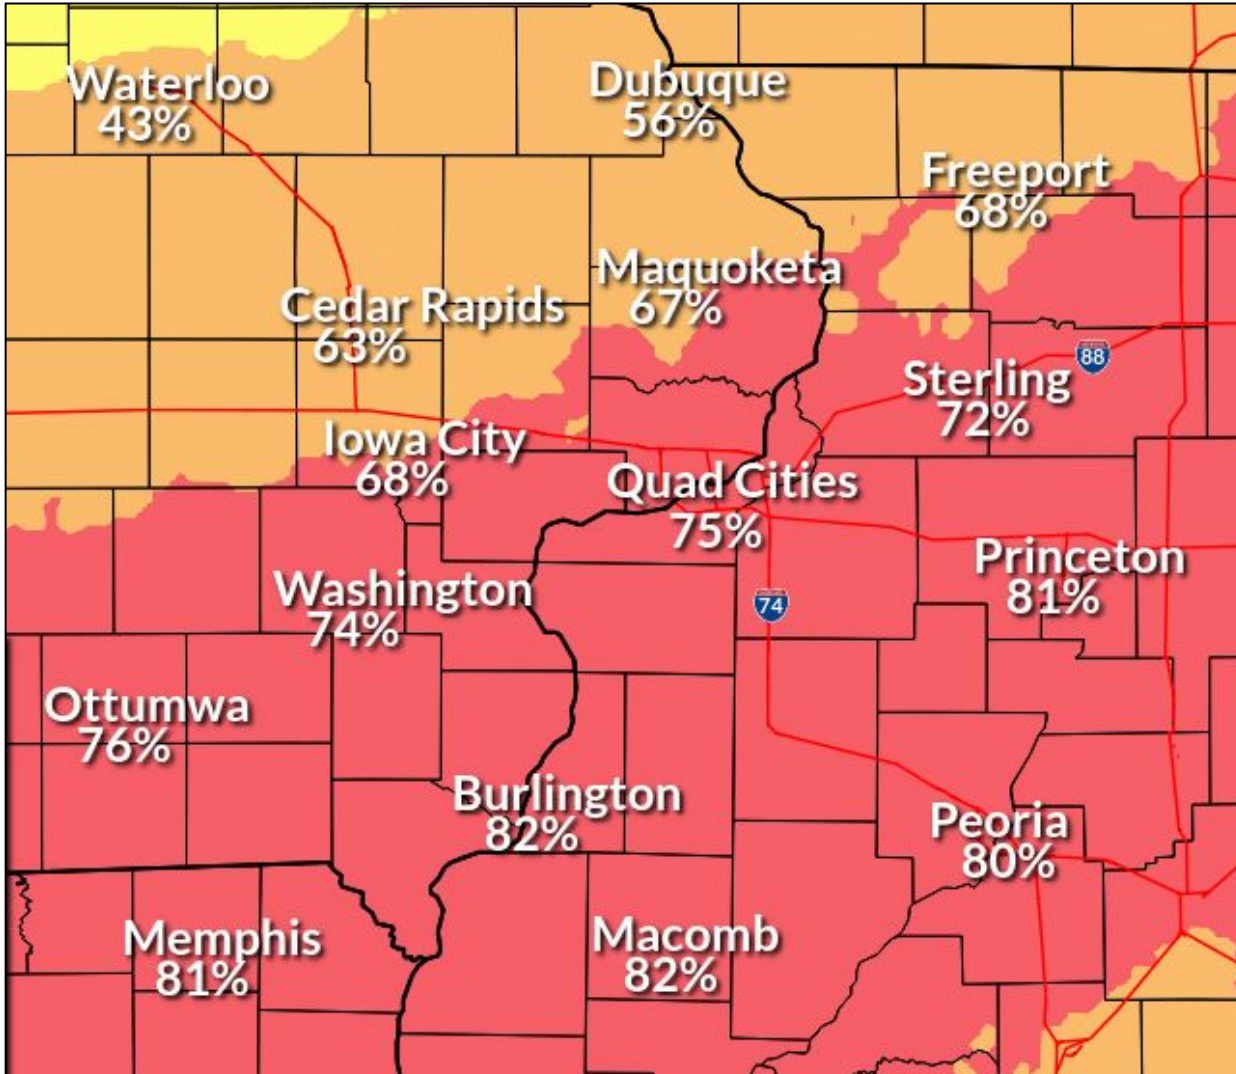 Waterloo
43%
Dubuque
56%
Freeport
68%
Maquoketa
67%
Cedar Rapids
63%
88
Sterling
72%
Iowa City
68%
Quad Cities
75%
Princeton
81%
Washington
74%
74
Ottumwa
76%
Burlington
82%
Peoria
80%
Memphis
81%
Macomb
82%